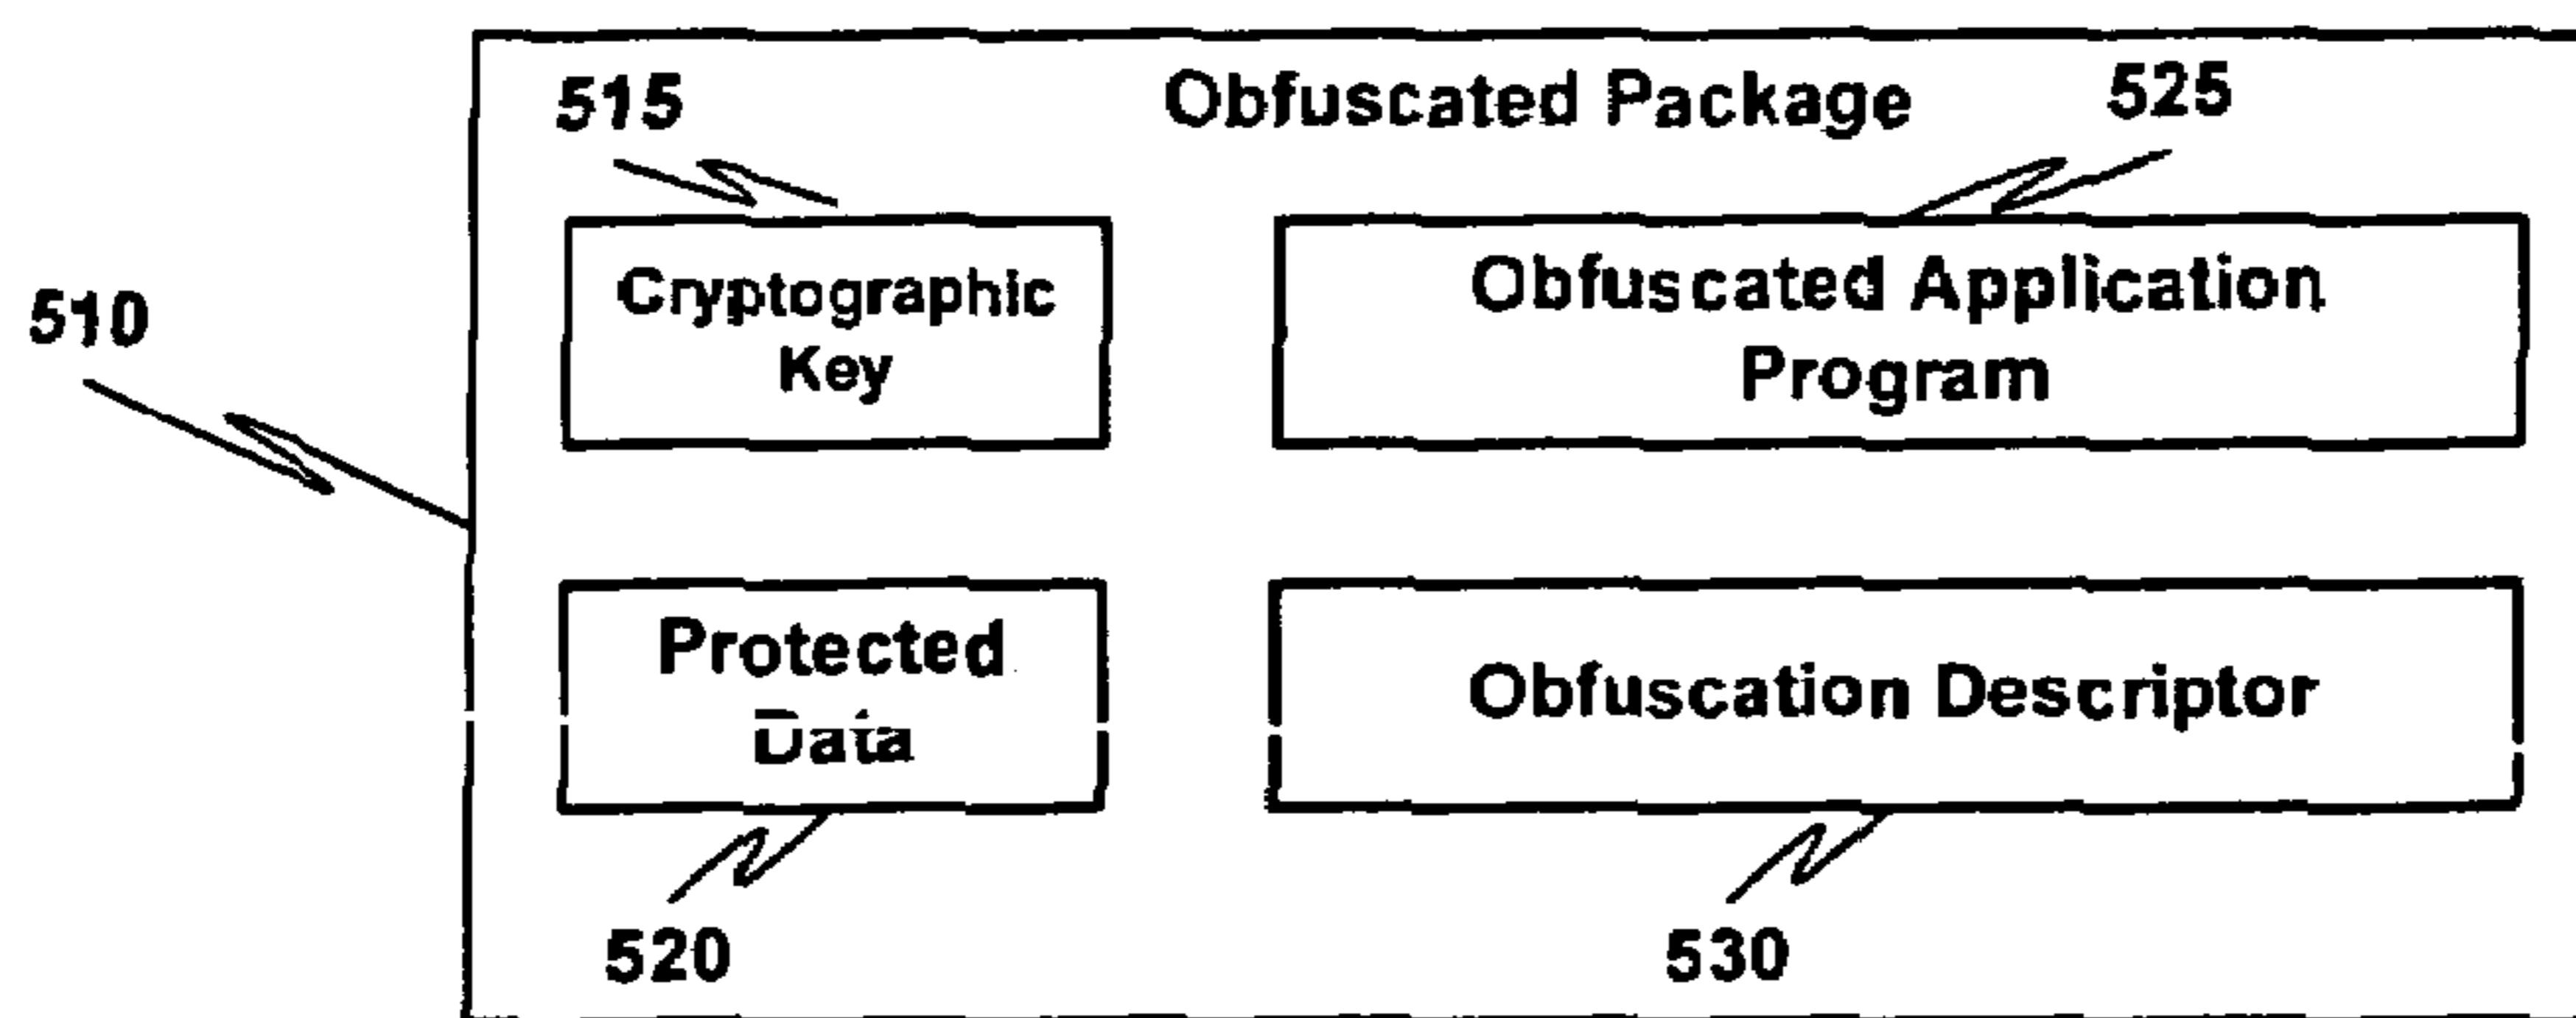 Obfuscated Package
515
525
510
Cryptographic
Key
Obfuscated Application
Program
Protected
Data
Obfuscation Descriptor
520
530